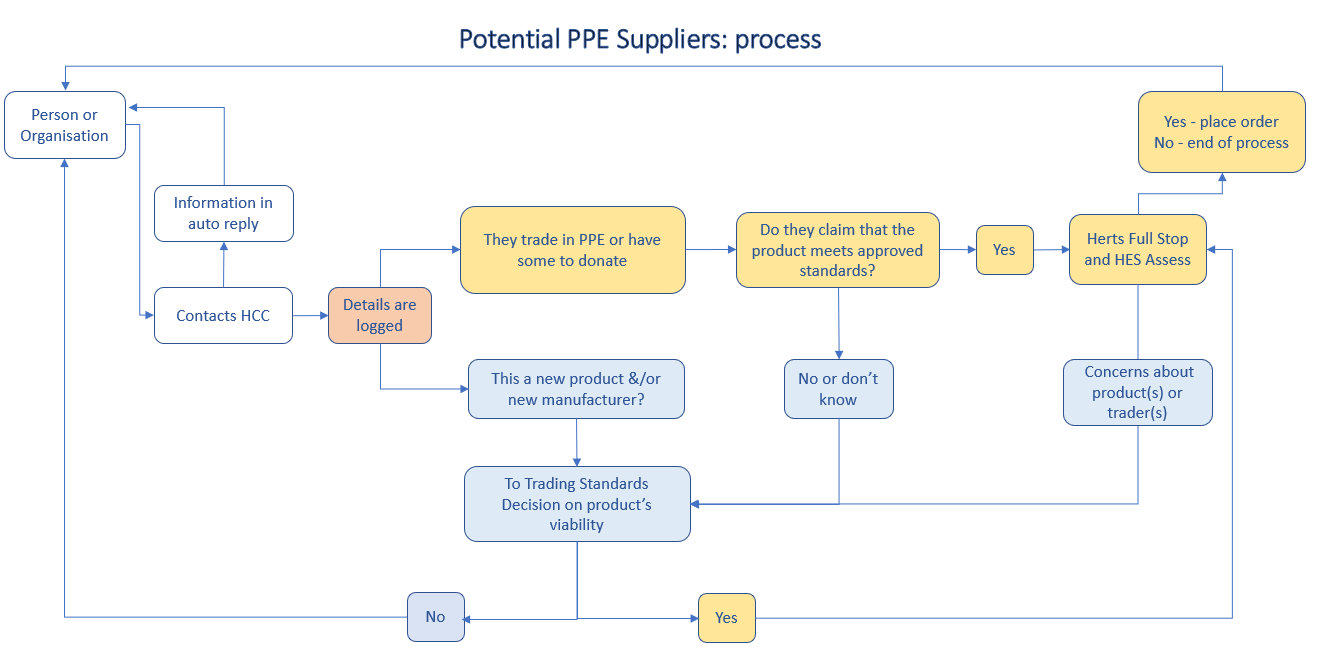 Potential PPE Suppliers: process
Person or
Organisation
Yes - place order
No - end of process
Information in
auto reply
They trade in PPE or have
some to donate
Do they claim that the
product meets approved
standards?
Yes
Herts Full Stop
and HES Assess
Contacts HCC
Details are
logged
This a new product &/or
new manufacturer?
No or don’t
know
Concerns about
product(s) or
trader(s)
To Trading Standards
Decision on product’s
viability
No
Yes